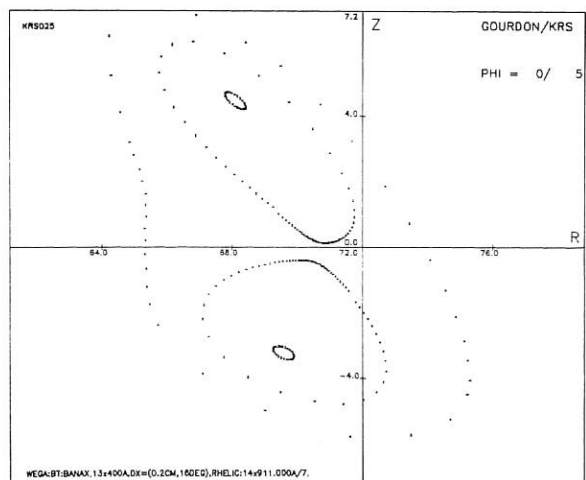 KRS025
7.2
Z
GOURDON/KRS
PHI = 0/ 5
4.0
R
0.0
64.0
68.0
72.0
76.0
-4.0
WEGA:BT:BANAX,13x400A,DX=(0.2CM,16DEG),RHELIC:14x911.000A/7.